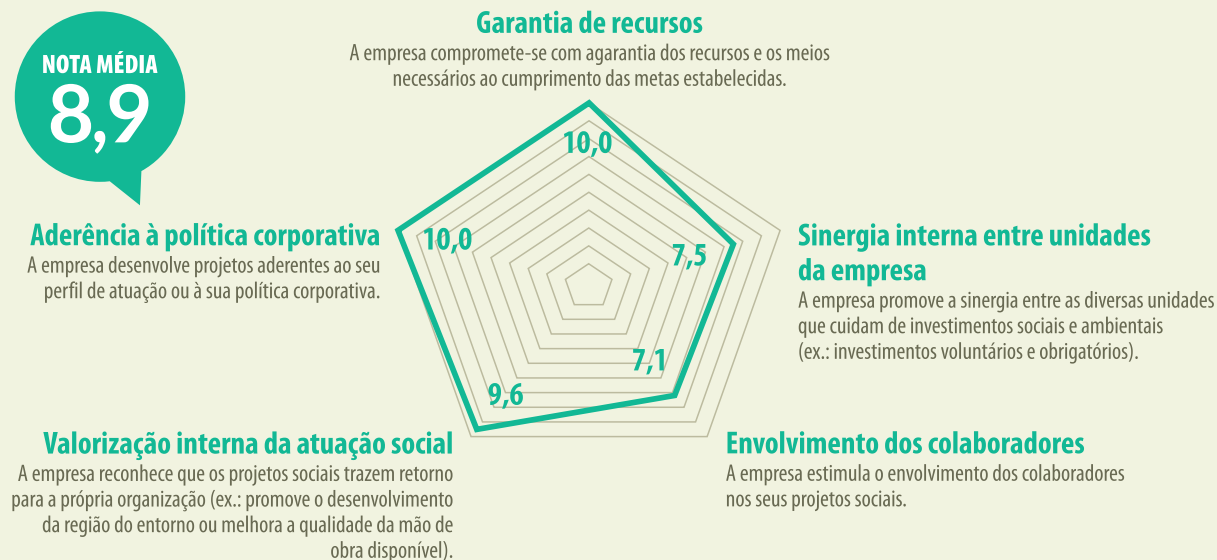 NOTA MÉDIA
8,9
Garantia de recursos
A empresa compromete-se com agarantia dos recursos e os meios
necessários ao cumprimento das metas estabelecidas.
10,0
Aderência à política corporativa
A empresa desenvolve projetos aderentes ao seu
perfil de atuação ou à sua política corporativa.
10,0
7,5
Sinergia interna entre unidades
da empresa
A empresa promove a sinergia entre as diversas unidades
que cuidam de investimentos sociais e ambientais
(ex.: investimentos voluntários e obrigatórios).
7,1
9,6
Valorização interna da atuação social
A empresa reconhece que os projetos sociais trazem retorno
para a própria organização (ex.: promove o desenvolvimento
da região do entorno ou melhora a qualidade da mão de
obra disponível).
Envolvimento dos colaboradores
A empresa estimula o envolvimento dos colaboradores
nos seus projetos sociais.